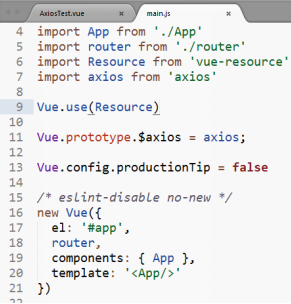 AxiosTest.vue × main.js ×
4 import App from './App'
5 import router from './router'
6 import Resource from 'vue-resource'
7 import axios from 'axios'
8
9 Vue.use(Resource)
10
11 Vue.prototype.$axios = axios;
12
13 Vue.config.productionTip = false
14
15 /* eslint-disable no-new */
16 new Vue({
17   el: '#app',
18   router,
19   components: { App },
20   template: '<App/>'
21 })